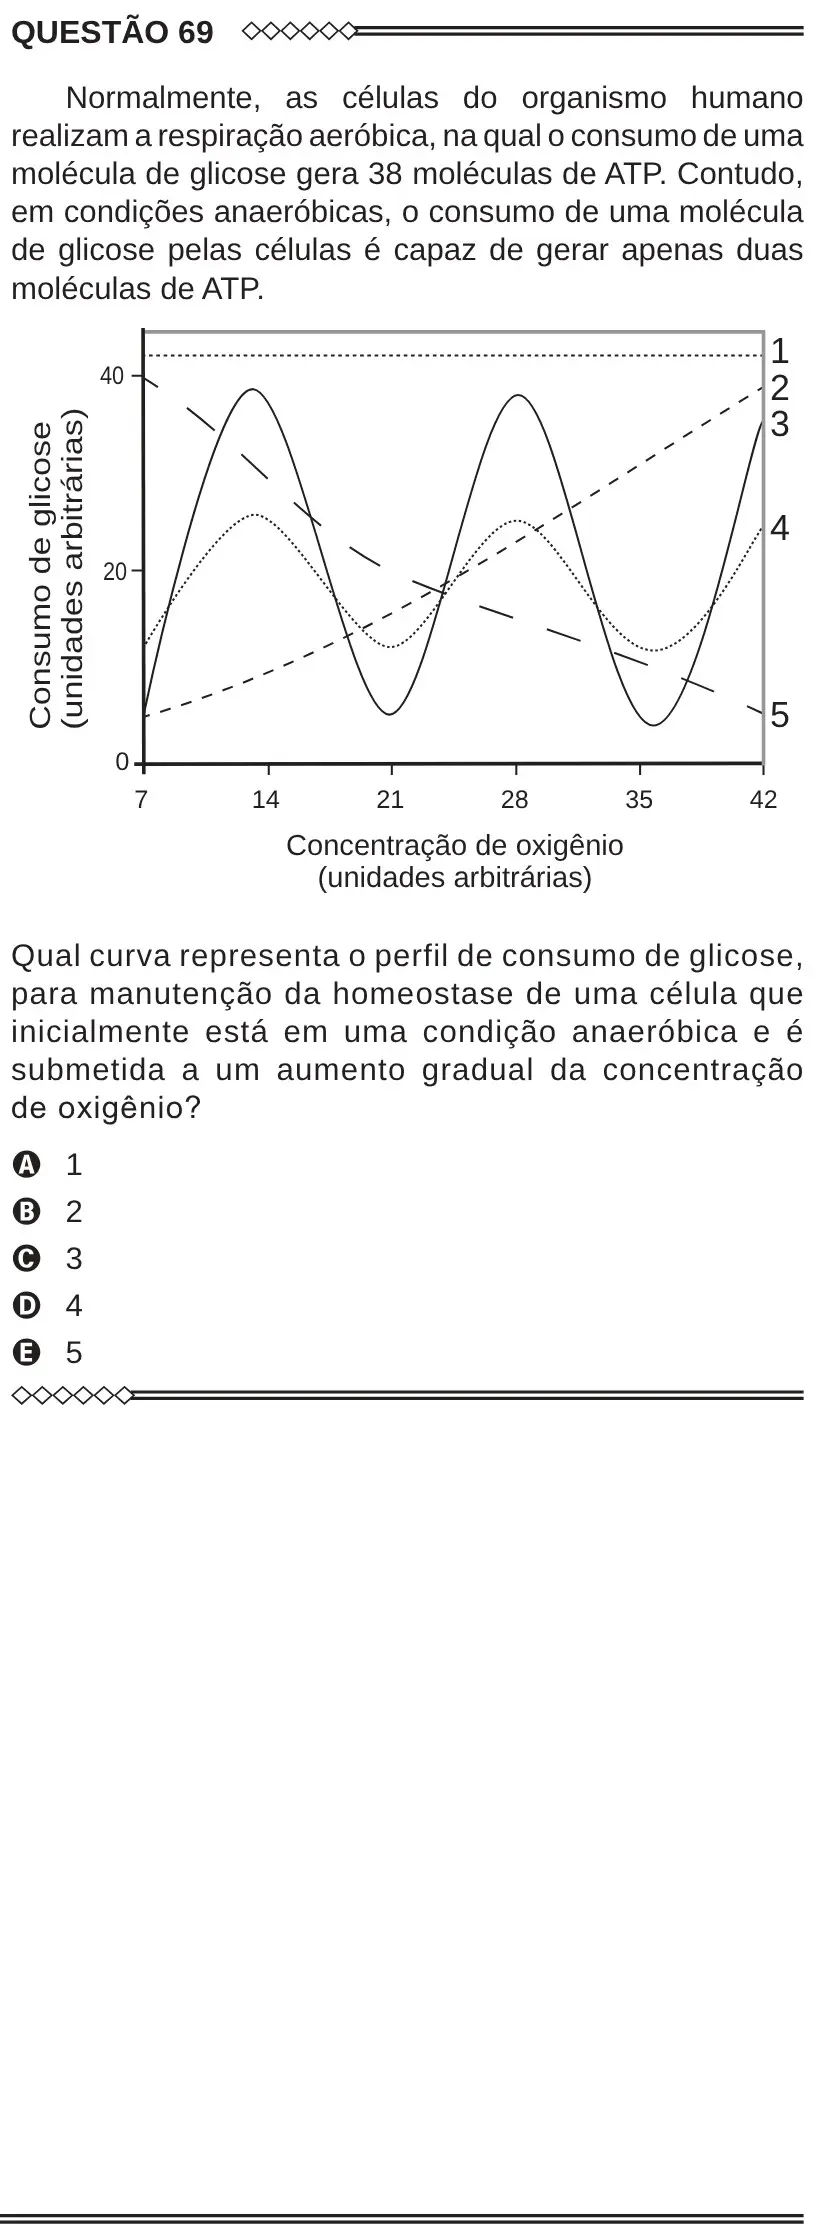 QUESTÃO 69
Normalmente, as células do organismo humano
realizam a respiração aeróbica, na qual o consumo de uma
molécula de glicose gera 38 moléculas de ATP. Contudo,
em condições anaeróbicas, o consumo de uma molécula
de glicose pelas células é capaz de gerar apenas duas
moléculas de ATP.
Consumo de glicose
(unidades arbitrárias)
40
20
0
1
2
3
4
5
7 14 21 28 35 42
Concentração de oxigênio
(unidades arbitrárias)
Qual curva representa o perfil de consumo de glicose,
para manutenção da homeostase de uma célula que
inicialmente está em uma condição anaeróbica e é
submetida a um aumento gradual da concentração
de oxigênio?
A 1
B 2
C 3
D 4
E 5